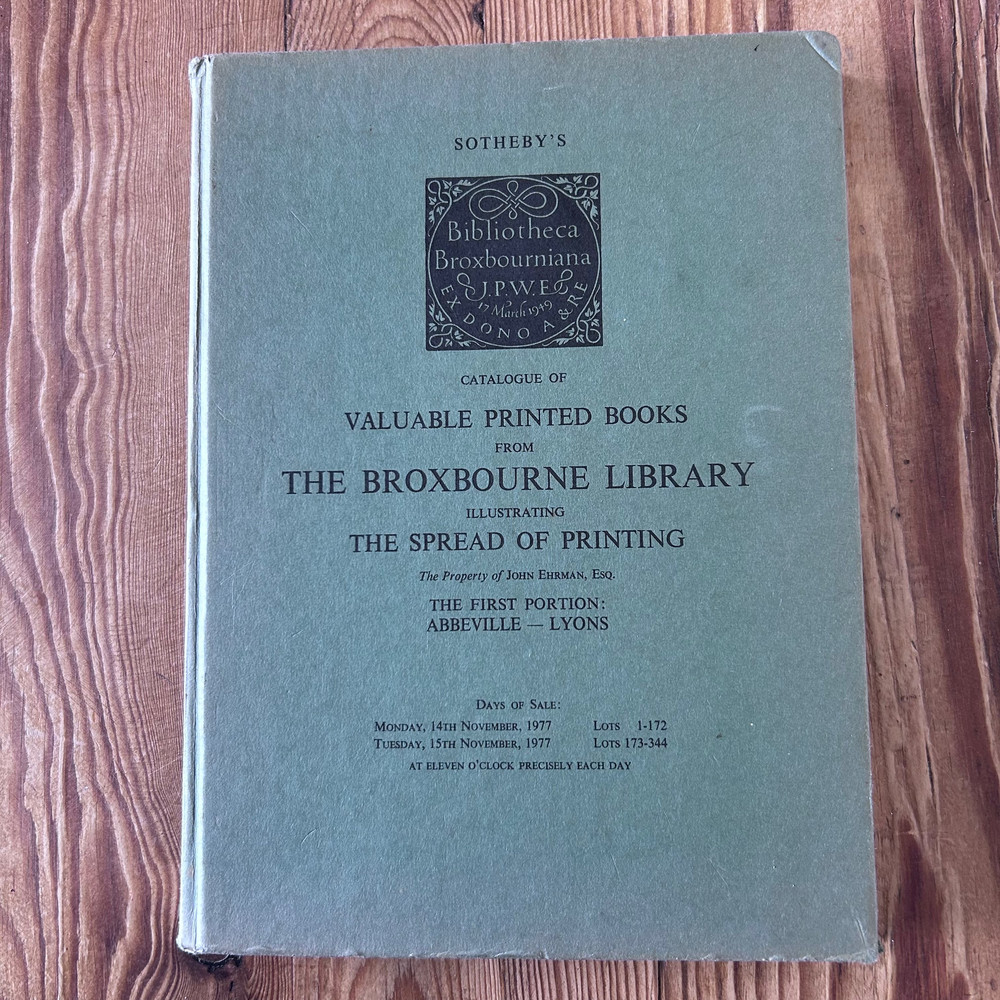 SOTHEBY'S
Bibliotheca
Broxbourniana
J.P.W.E
17 March 1949
EX DONO A & RE
CATALOGUE OF
VALUABLE PRINTED BOOKS
FROM
THE BROXBOURNE LIBRARY
ILLUSTRATING
THE SPREAD OF PRINTING
The Property of JOHN EHRMAN, ESQ.
THE FIRST PORTION:
ABBEVILLE — LYONS
DAYS OF SALE:
MONDAY, 14TH NOVEMBER, 1977 LOTS 1-172
TUESDAY, 15TH NOVEMBER, 1977 LOTS 173-344
AT ELEVEN O'CLOCK PRECISELY EACH DAY